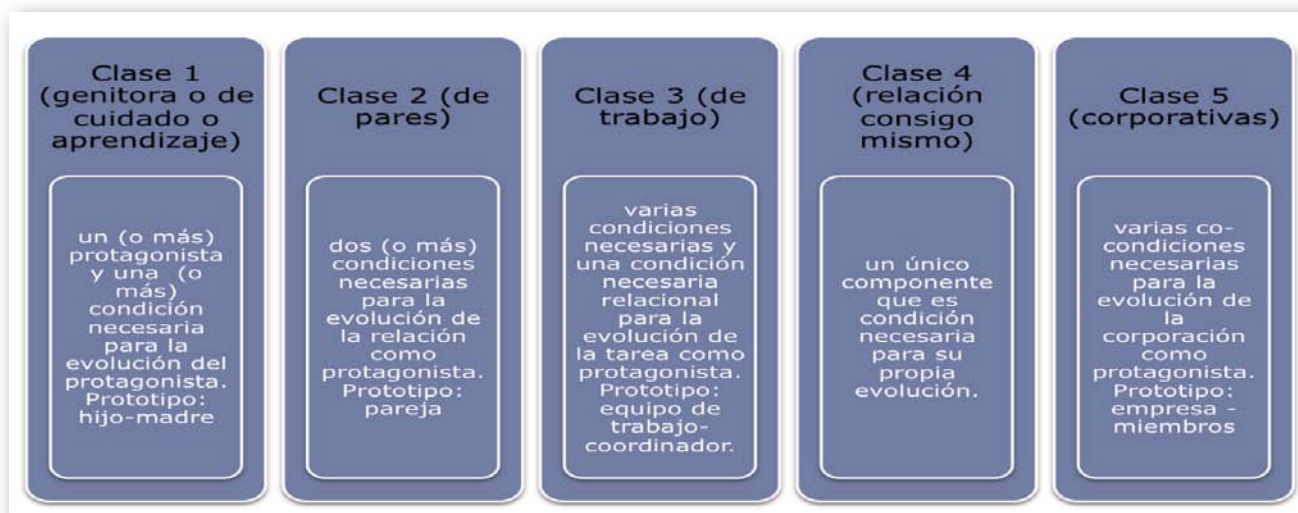 Clase 1
(genitora o de
cuidado o
aprendizaje)
un (o más)
protagonista
y una (o
más)
condición
necesaria
para la
evolución del
protagonista.
Prototipo:
hijo-madre
Clase 2 (de
pares)
dos (o más)
condiciones
necesarias
para la
evolución de
la relación
como
protagonista.
Prototipo:
pareja
Clase 3 (de
trabajo)
varias
condiciones
necesarias y
una condición
necesaria
relacional
para la
evolución de
la tarea como
protagonista.
Prototipo:
equipo de
trabajo-
coordinador.
Clase 4
(relación
consigo
mismo)
un único
componente
que es
condición
necesaria
para su
propia
evolución.
Clase 5
(corporativas)
varias co-
condiciones
necesarias
para la
evolución de
la
corporación
como
protagonista.
Prototipo:
empresa -
miembros